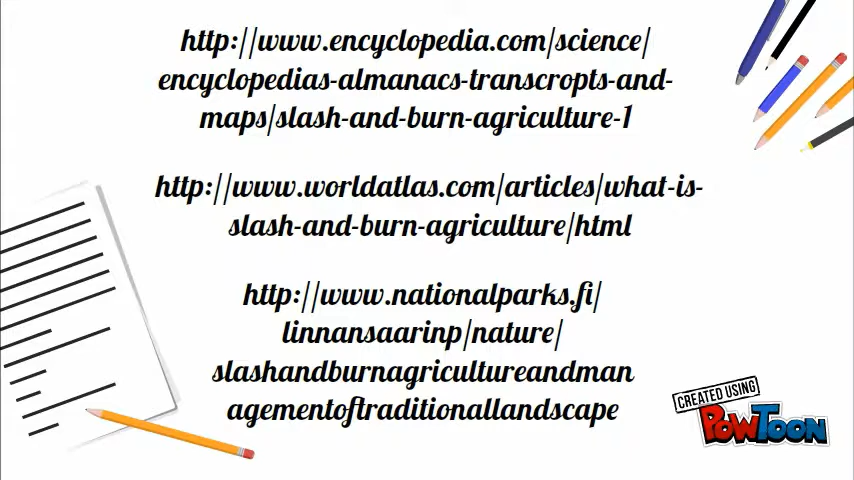 http://www.encyclopedia.com/science/
encyclopedias-almanacs-transcropts-and-
maps/slash-and-burn-agriculture-1
http://www.worldatlas.com/articles/what-is-
slash-and-burn-agriculture/html
http://www.nationalparks.fi/
linnansaarinp/nature/
slashandburnagricultureandman
agementoftraditionallandscape
CREATED USING
POWTOON